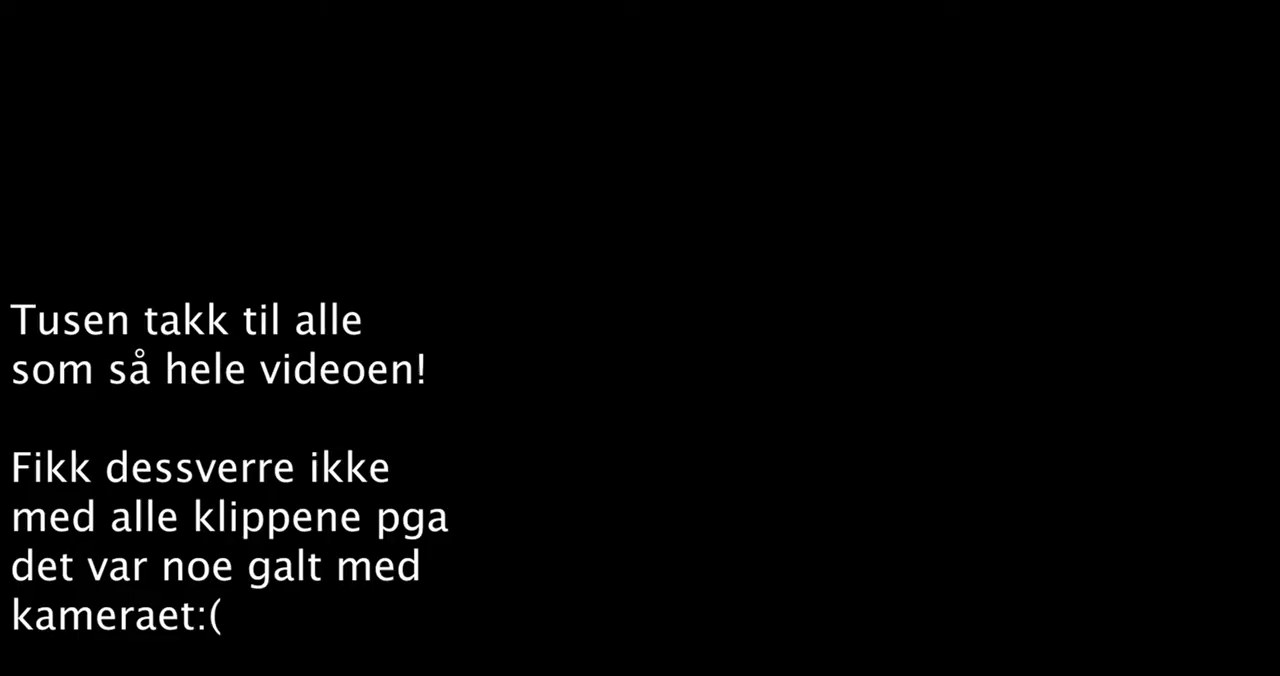 Tusen takk til alle
som så hele videoen!
Fikk dessverre ikke
med alle klippene pga
det var noe galt med
kameraet:(